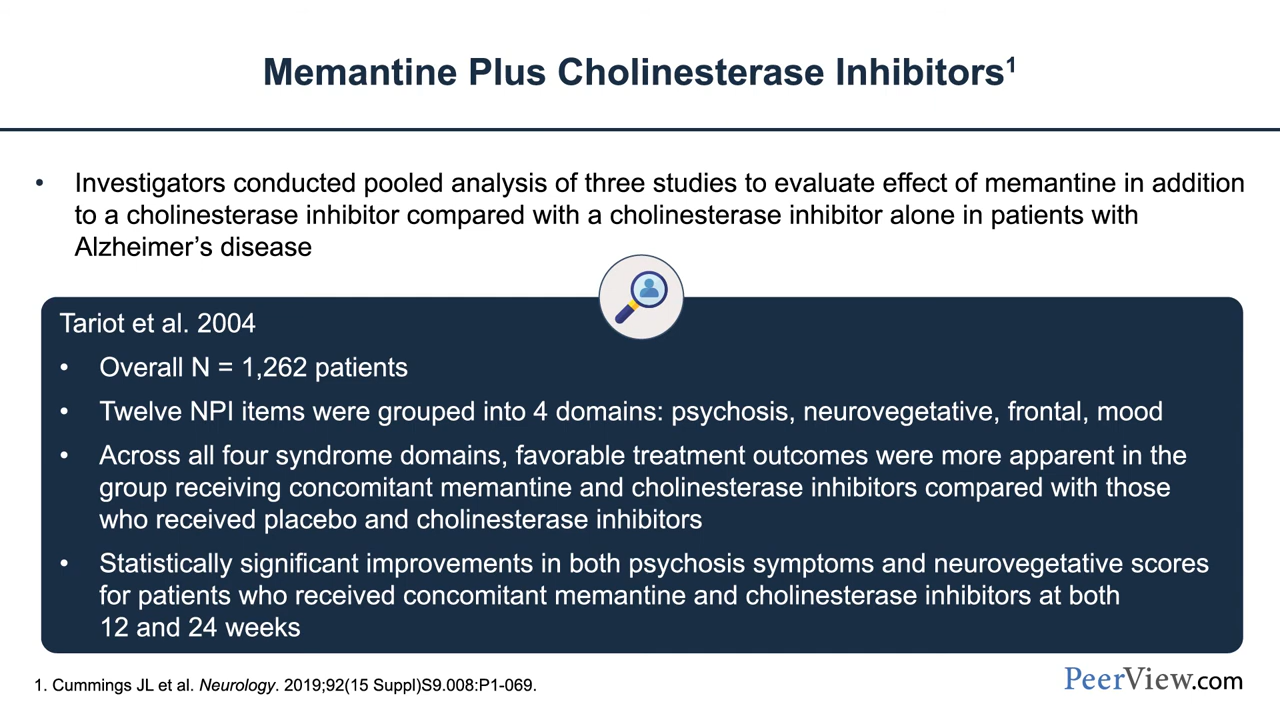 Memantine Plus Cholinesterase Inhibitors¹
• Investigators conducted pooled analysis of three studies to evaluate effect of memantine in addition
to a cholinesterase inhibitor compared with a cholinesterase inhibitor alone in patients with
Alzheimer’s disease
Tariot et al. 2004
• Overall N = 1,262 patients
• Twelve NPI items were grouped into 4 domains: psychosis, neurovegetative, frontal, mood
• Across all four syndrome domains, favorable treatment outcomes were more apparent in the
group receiving concomitant memantine and cholinesterase inhibitors compared with those
who received placebo and cholinesterase inhibitors
• Statistically significant improvements in both psychosis symptoms and neurovegetative scores
for patients who received concomitant memantine and cholinesterase inhibitors at both
12 and 24 weeks
1. Cummings JL et al. Neurology. 2019;92(15 Suppl)S9.008:P1-069.
PeerView.com